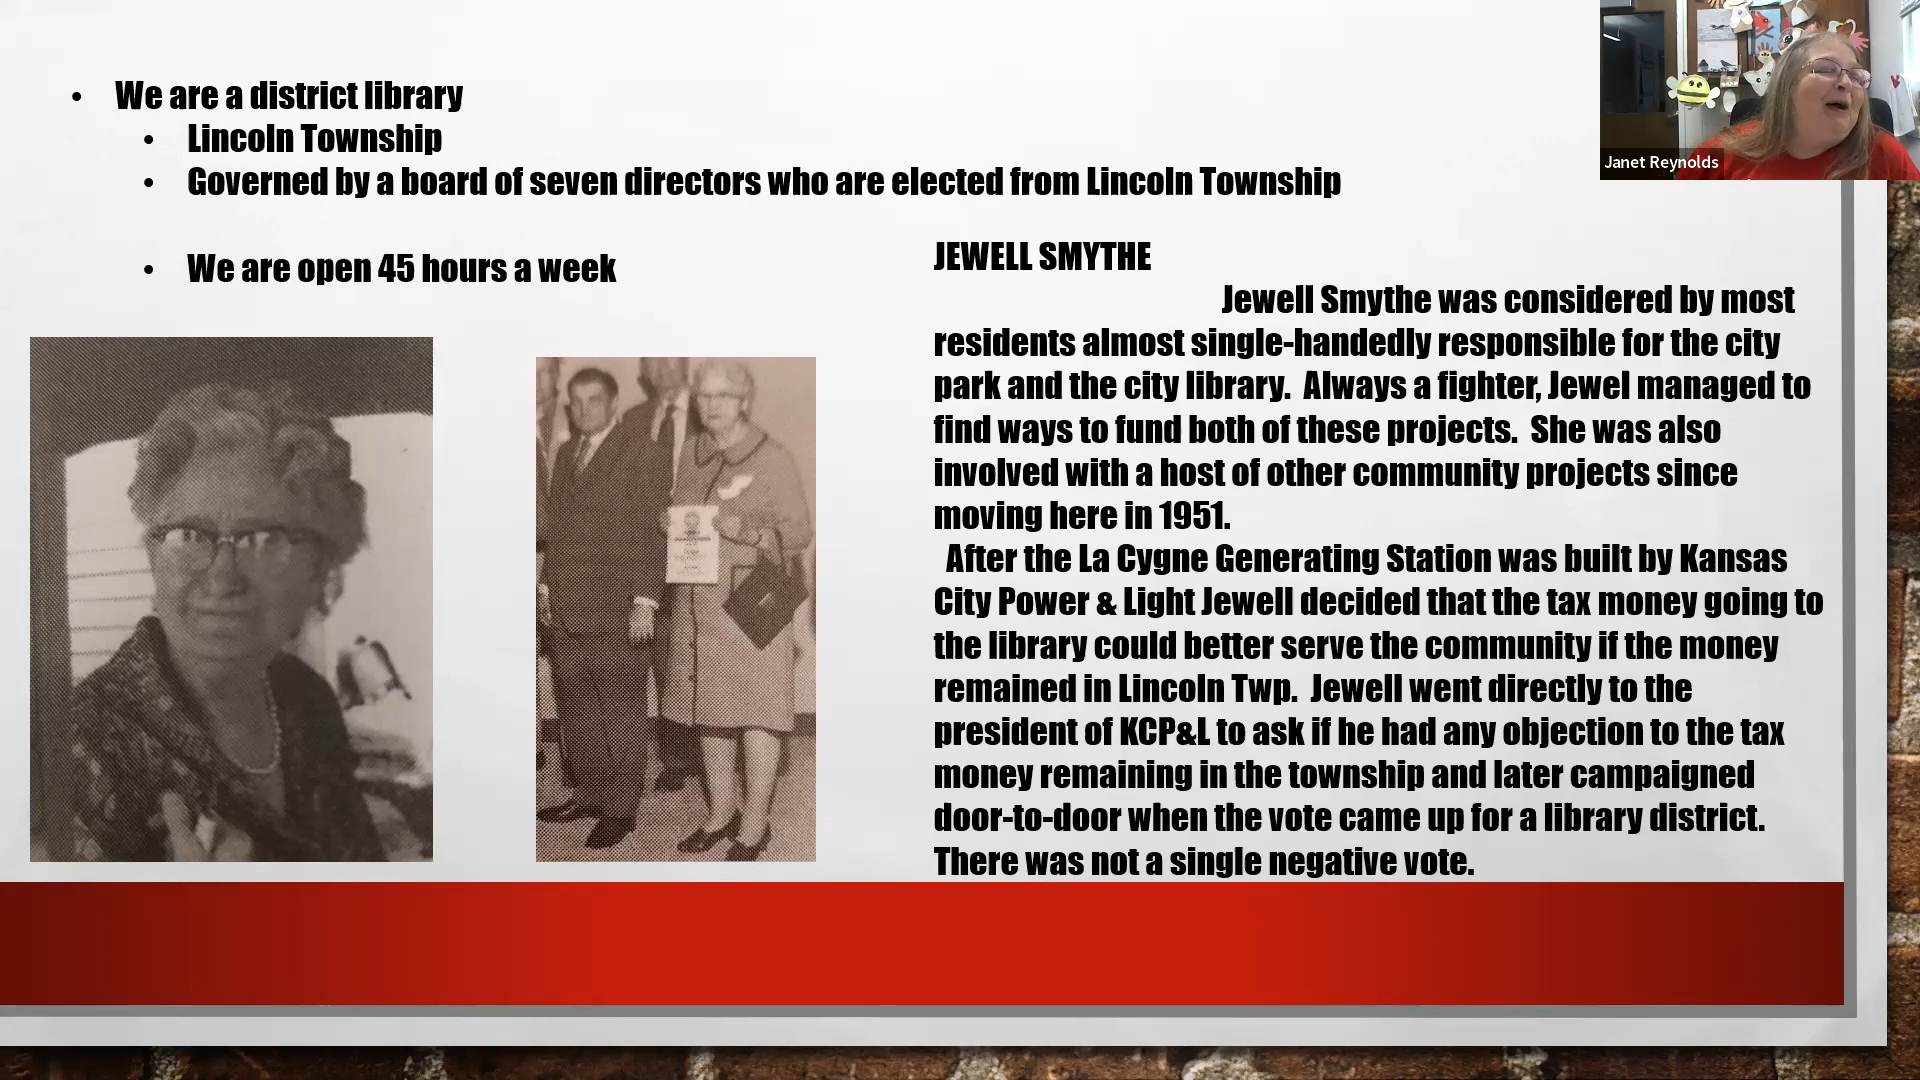 We are a district library
Lincoln Township
Governed by a board of seven directors who are elected from Lincoln Township
We are open 45 hours a week
Janet Reynolds
JEWELL SMYTHE
Jewell Smythe was considered by most
residents almost single-handedly responsible for the city
park and the city library.  Always a fighter, Jewel managed to
find ways to fund both of these projects.  She was also
involved with a host of other community projects since
moving here in 1951.
After the La Cygne Generating Station was built by Kansas
City Power & Light Jewell decided that the tax money going to
the library could better serve the community if the money
remained in Lincoln Twp.  Jewell went directly to the
president of KCP&L to ask if he had any objection to the tax
money remaining in the township and later campaigned
door-to-door when the vote came up for a library district.
There was not a single negative vote.